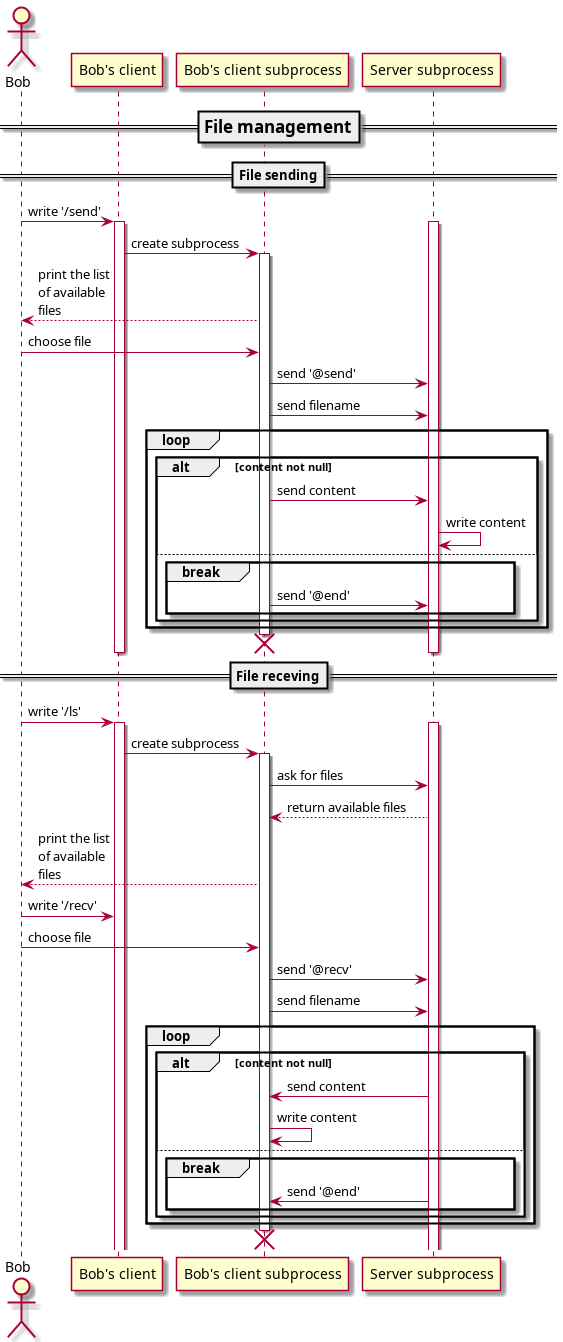 Bob
Bob's client
Bob's client subprocess
Server subprocess
File management
File sending
write '/send'
create subprocess
print the list
of available
files
choose file
send '@send'
send filename
loop
alt [content not null]
send content
write content
break
send '@end'
File receving
write '/ls'
create subprocess
ask for files
return available files
print the list
of available
files
write '/recv'
choose file
send '@recv'
send filename
loop
alt [content not null]
send content
write content
break
send '@end'
Bob
Bob's client
Bob's client subprocess
Server subprocess